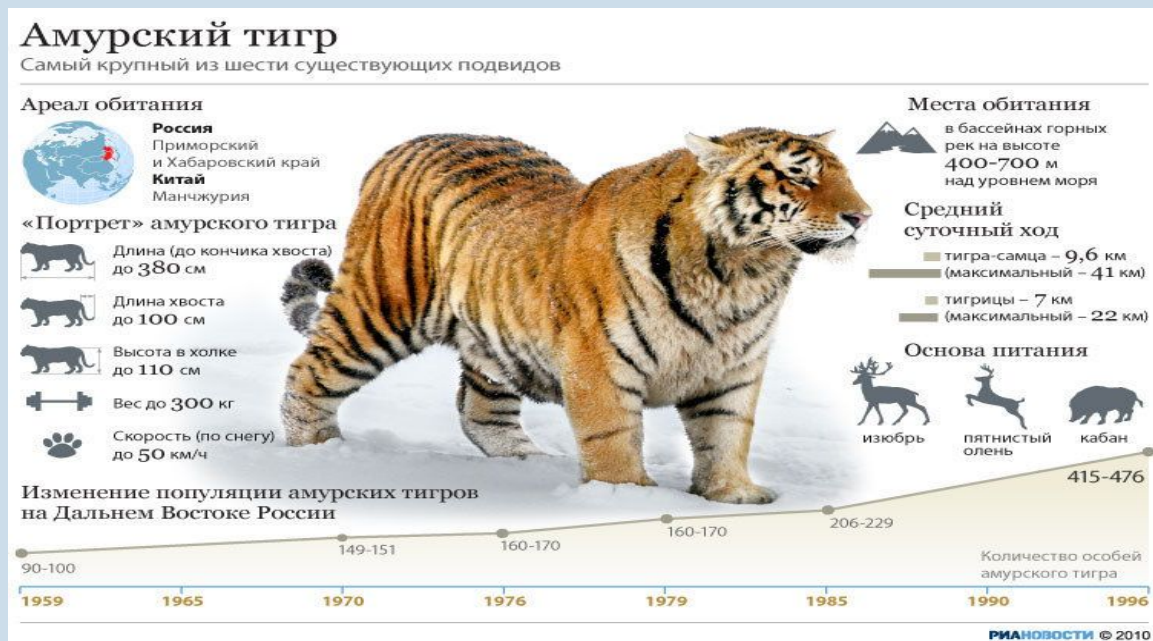 Амурский тигр
Самый крупный из шести существующих подвидов
Ареал обитания
Россия
Приморский
и Хабаровский край
Китай
Манчжурия
«Портрет» амурского тигра
Длина (до кончика хвоста)
до 380 см
Длина хвоста
до 100 см
Высота в холке
до 110 см
Вес до 300 кг
Скорость (по снегу)
до 50 км/ч
Места обитания
в бассейнах горных
рек на высоте
400-700 м
над уровнем моря
Средний
суточный ход
тигра-самца – 9,6 км
(максимальный – 41 км)
тигрицы – 7 км
(максимальный – 22 км)
Основа питания
изюбрь
пятнистый
олень
кабан
Изменение популяции амурских тигров
на Дальнем Востоке России
90-100
149-151
160-170
160-170
206-229
415-476
Количество особей
амурского тигра
1959 1965 1970 1976 1979 1985 1990 1996
РИАНОВОСТИ © 2010